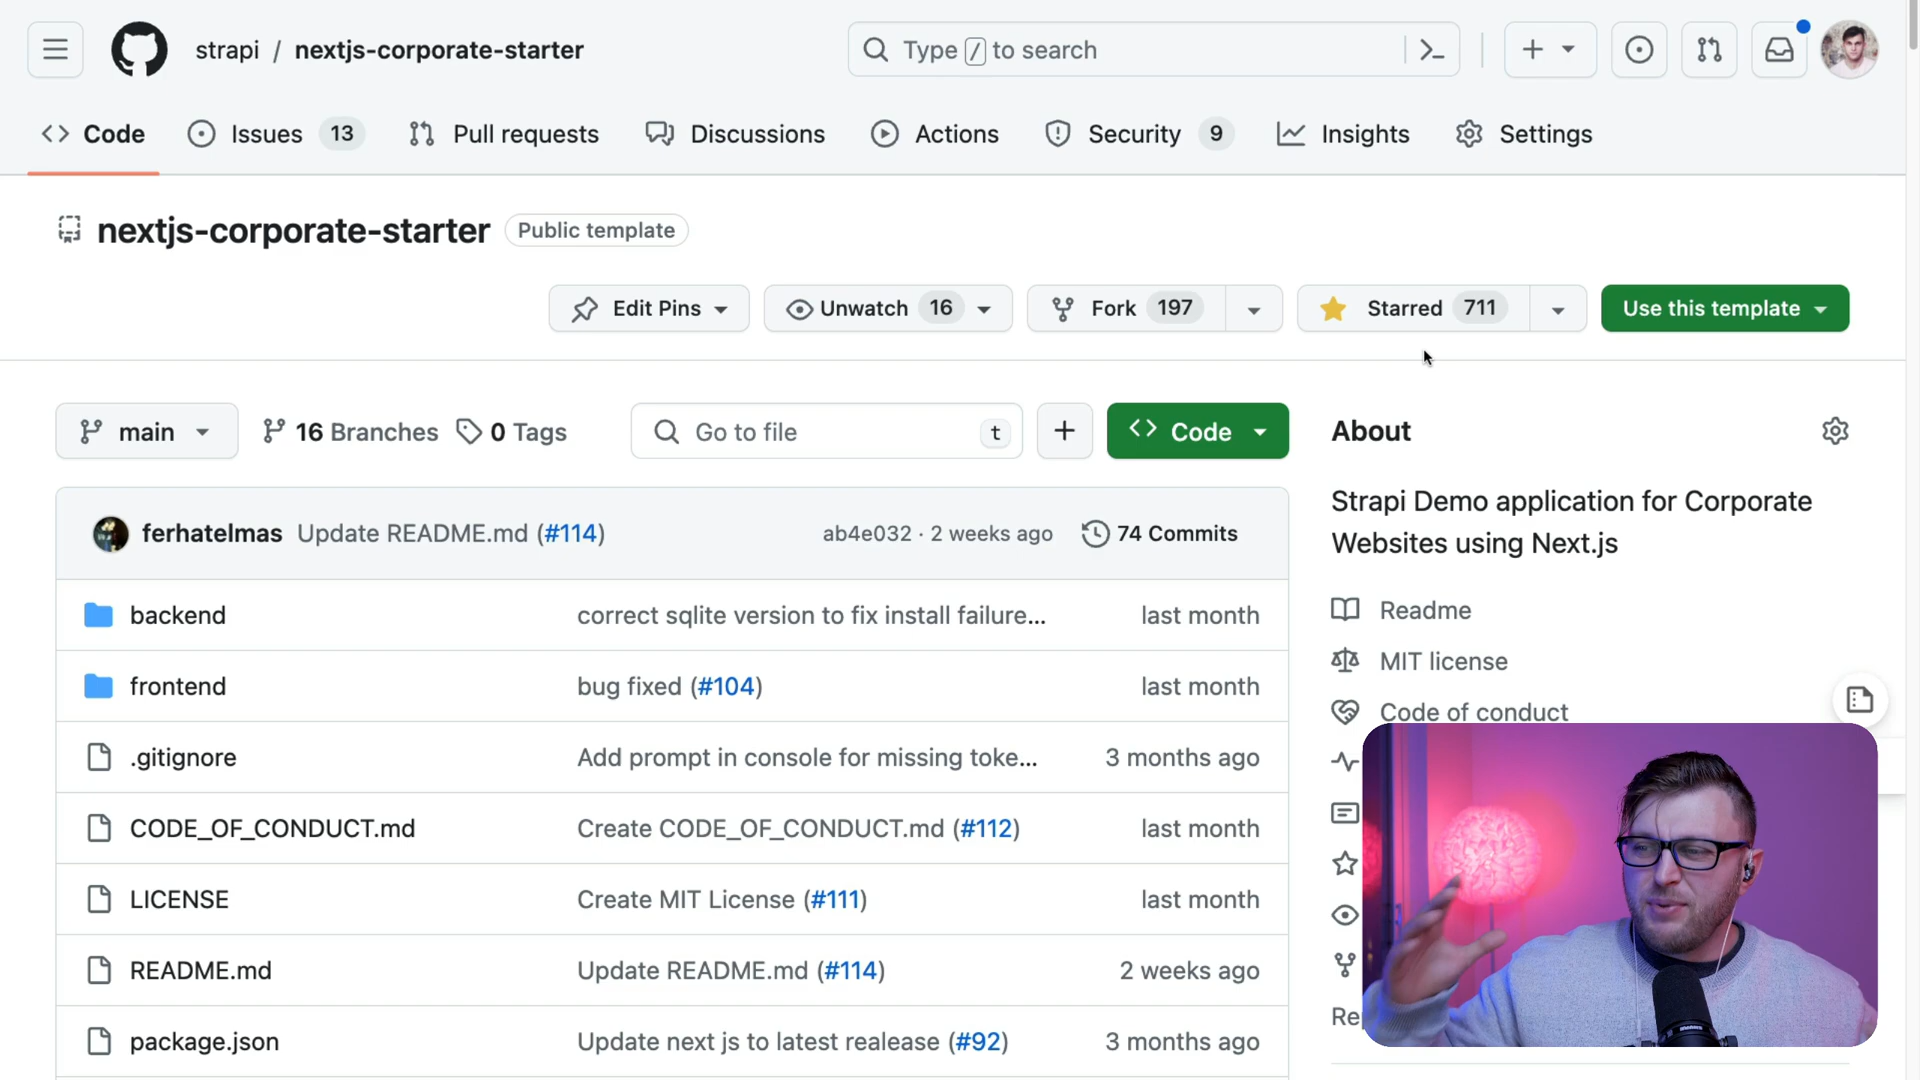 strapi / nextjs-corporate-starter
Type / to search
Code
Issues 13
Pull requests
Discussions
Actions
Security 9
Insights
Settings
nextjs-corporate-starter Public template
Edit Pins
Unwatch 16
Fork 197
Starred 711
Use this template
main
16 Branches
0 Tags
Go to file t
Code
About
Strapi Demo application for Corporate
Websites using Next.js
Readme
MIT license
Code of conduct
Re
ferhatelmas Update README.md (#114) ab4e032 · 2 weeks ago 74 Commits
backend correct sqlite version to fix install failure... last month
frontend bug fixed (#104) last month
.gitignore Add prompt in console for missing toke... 3 months ago
CODE_OF_CONDUCT.md Create CODE_OF_CONDUCT.md (#112) last month
LICENSE Create MIT License (#111) last month
README.md Update README.md (#114) 2 weeks ago
package.json Update next js to latest realease (#92) 3 months ago